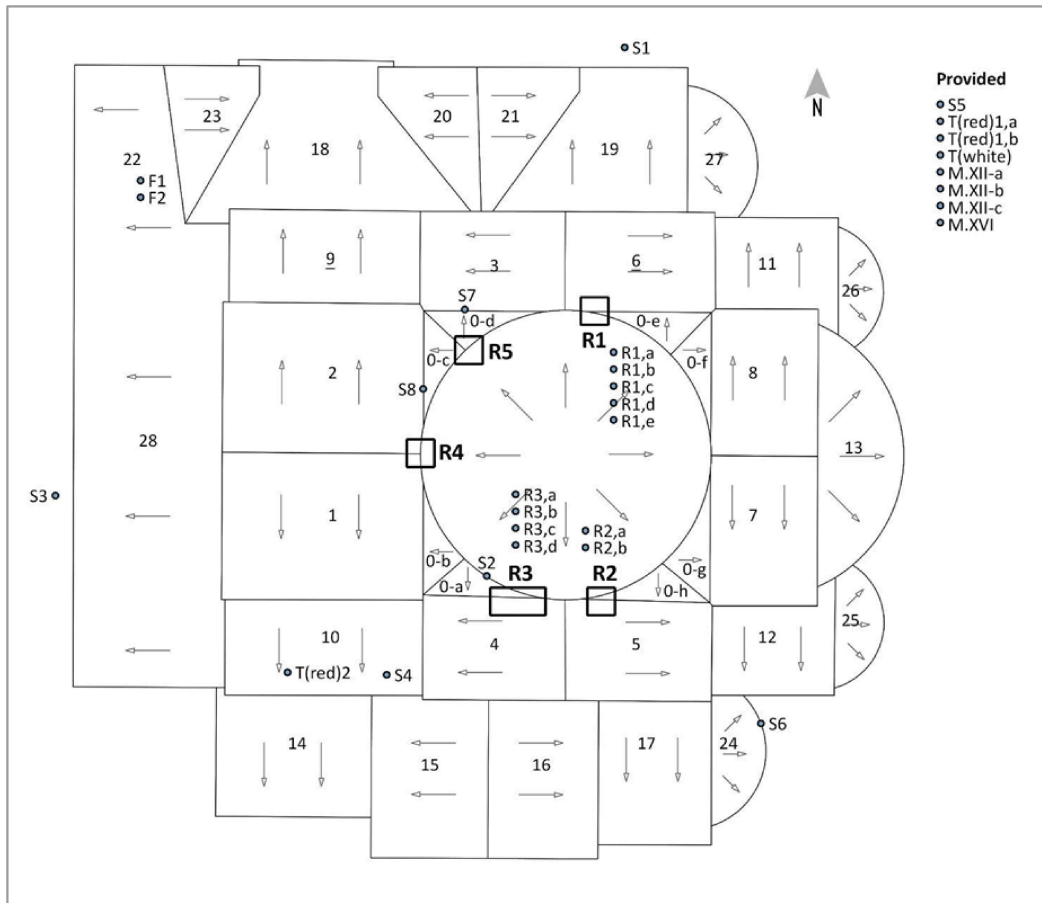 S1
Provided
S5
T(red)1,a
T(red)1,b
T(white)
M.XII-a
M.XII-b
M.XII-c
M.XVI
N
23
20
21
18
19
22
27
F1
F2
9
3
6
11
26
S7
0-d
0-e
R1
0-c
R5
0-f
R1,a
R1,b
R1,c
R1,d
R1,e
2
8
S8
28
R4
13
S3
R3,a
R3,b
R3,c
R3,d
1
7
R2,a
R2,b
0-b
S2
0-a
R3
R2
0-g
0-h
25
10
4
5
12
T(red)2
S4
S6
14
15
16
17
24